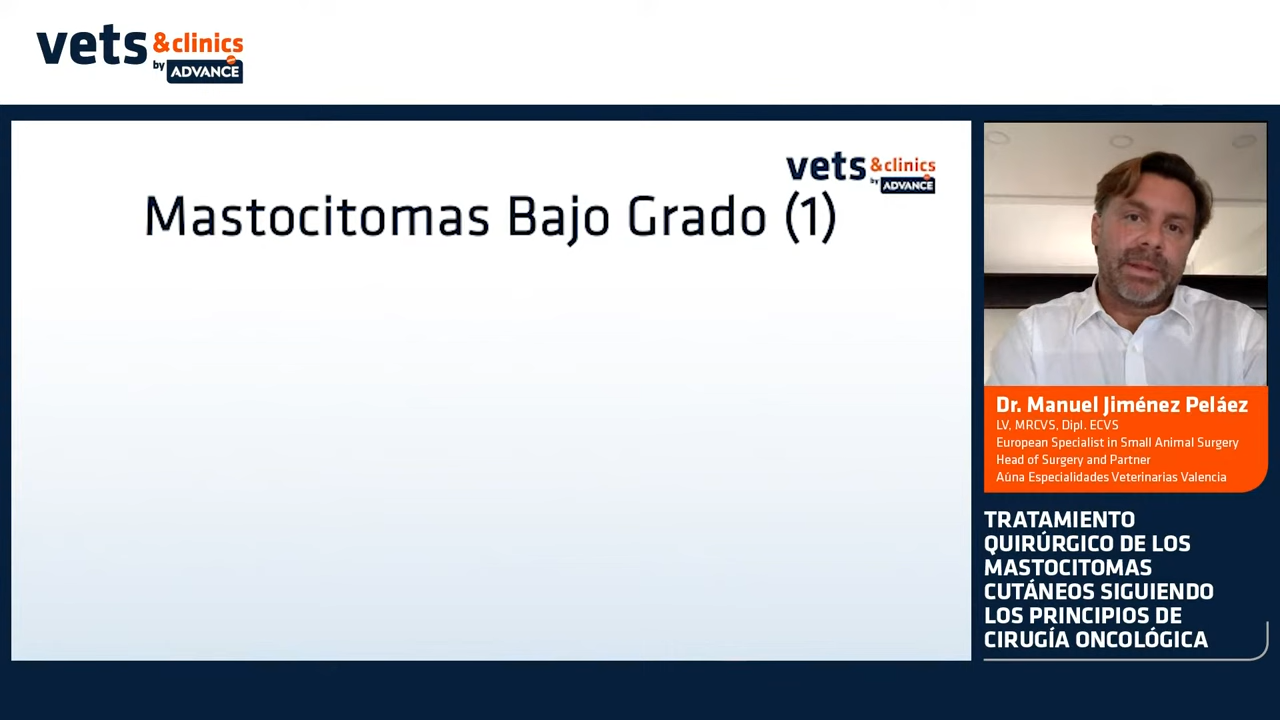 vets &clinics
by ADVANCE
vets &clinics
by ADVANCE
Mastocitomas Bajo Grado (1)
Dr. Manuel Jiménez Peláez
LV, MRCVS, Dipl. ECVS
European Specialist in Small Animal Surgery
Head of Surgery and Partner
Aúna Especialidades Veterinarias Valencia
TRATAMIENTO
QUIRÚRGICO DE LOS
MASTOCITOMAS
CUTÁNEOS SIGUIENDO
LOS PRINCIPIOS DE
CIRUGÍA ONCOLÓGICA